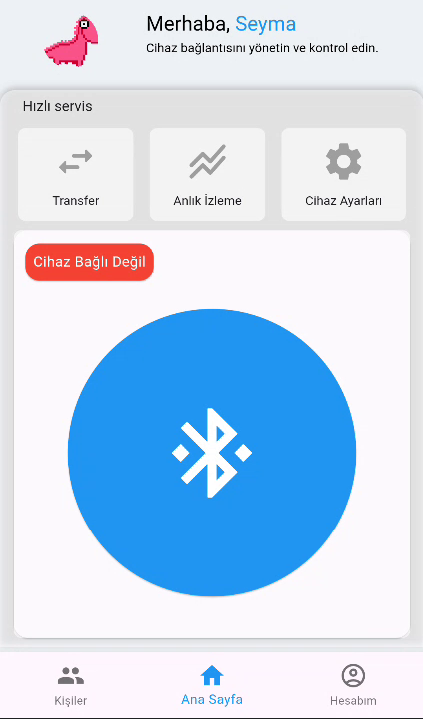 Merhaba, Seyma
Cihaz bağlantısını yönetin ve kontrol edin.
Hızlı servis
Transfer
Anlık İzleme
Cihaz Ayarları
Cihaz Bağlı Değil
Kişiler
Ana Sayfa
Hesabım